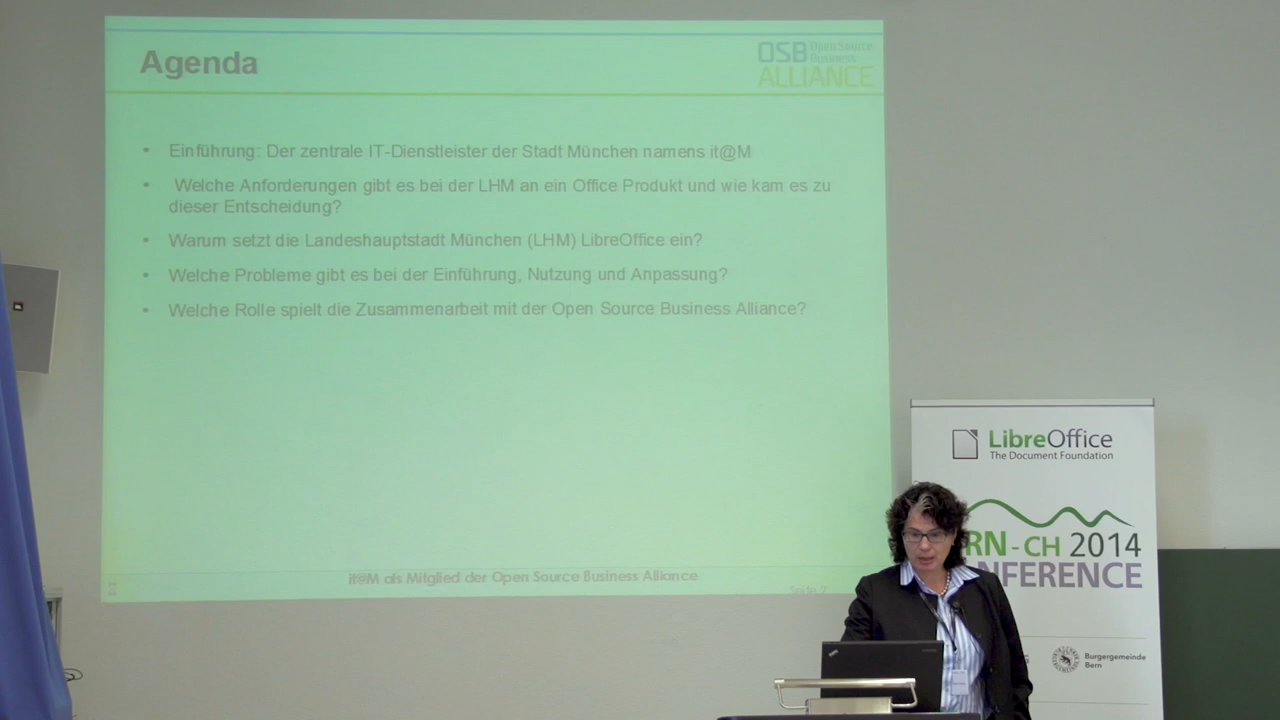 Agenda
OSB Open Source
Business
ALLIANCE
• Einführung: Der zentrale IT-Dienstleister der Stadt München namens it@M
• Welche Anforderungen gibt es bei der LHM an ein Office Produkt und wie kam es zu
dieser Entscheidung?
• Warum setzt die Landeshauptstadt München (LHM) LibreOffice ein?
• Welche Probleme gibt es bei der Einführung, Nutzung und Anpassung?
• Welche Rolle spielt die Zusammenarbeit mit der Open Source Business Alliance?
it@M als Mitglied der Open Source Business Alliance
Seite 2
LibreOffice
The Document Foundation
RN - CH 2014
NFERENCE
Burgergemeinde
Bern